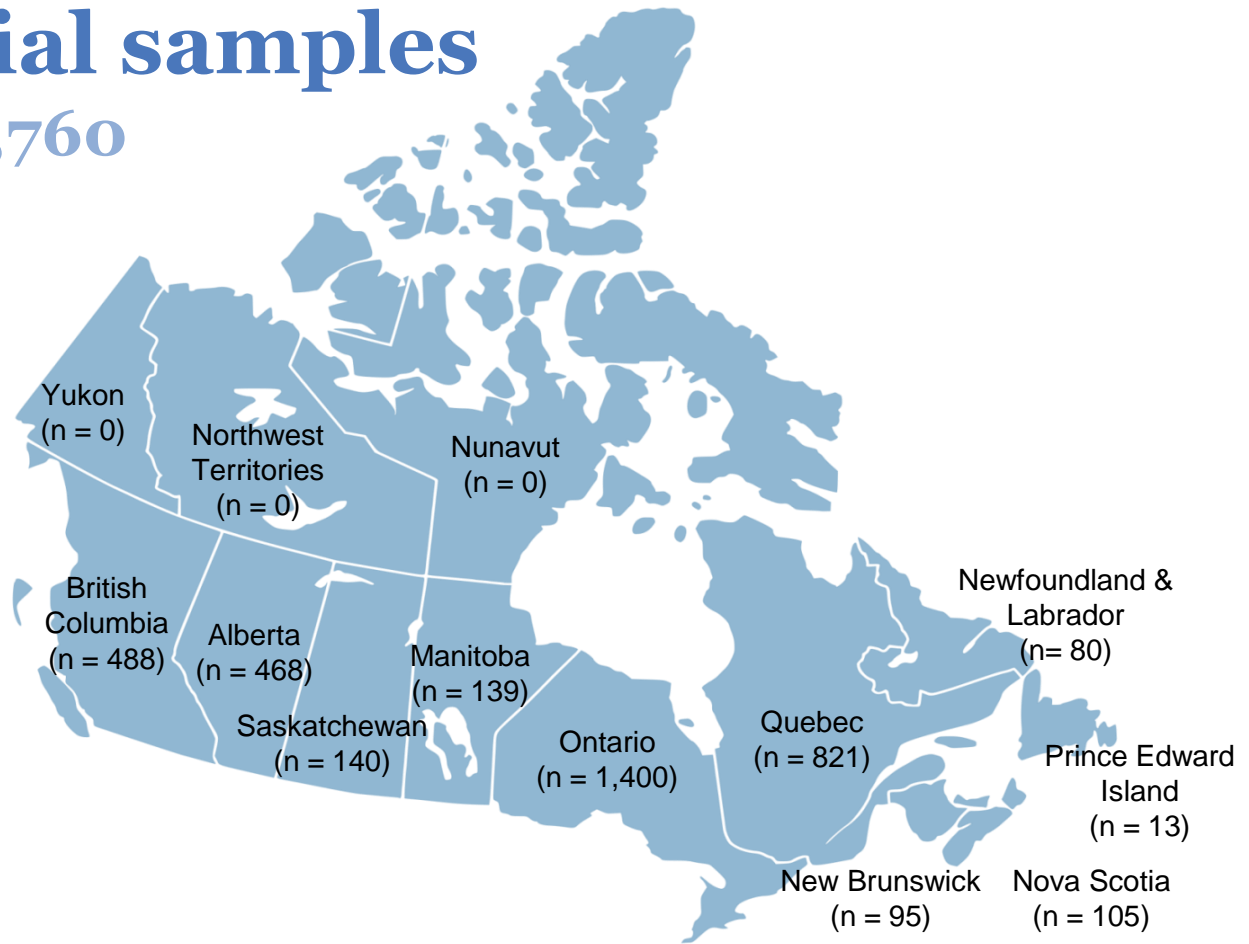 ial samples
,760
Yukon
(n = 0)
Northwest
Territories
(n = 0)
Nunavut
(n = 0)
British
Columbia
(n = 488)
Alberta
(n = 468)
Saskatchewan
(n = 140)
Manitoba
(n = 139)
Ontario
(n = 1,400)
Quebec
(n = 821)
Newfoundland &
Labrador
(n= 80)
Prince Edward
Island
(n = 13)
New Brunswick
(n = 95)
Nova Scotia
(n = 105)